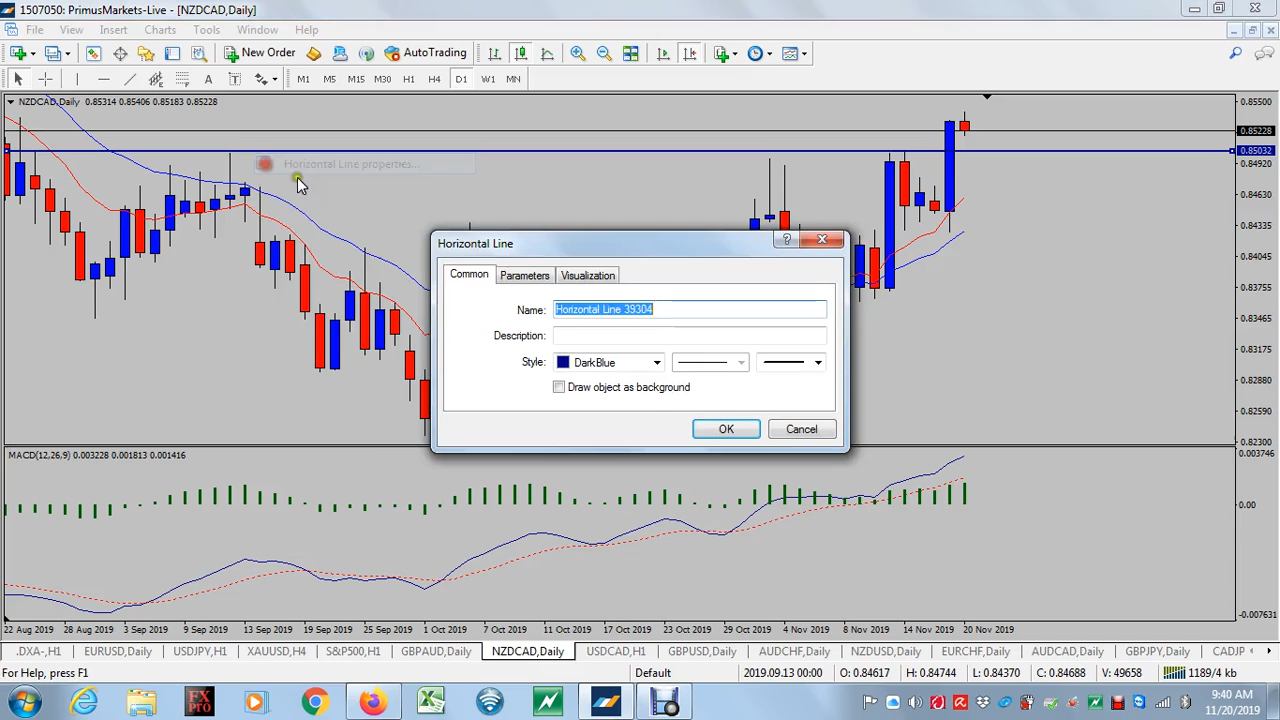 1507050: PrimusMarkets-Live - [NZDCAD,Daily]
File View Insert Charts Tools Window Help
New Order AutoTrading
A T M1 M5 M15 M30 H1 H4 D1 W1 MN
NZDCAD,Daily 0.85314 0.85406 0.85183 0.85228
0.85500
0.85228
0.85032
0.84920
0.84630
0.84335
0.84045
0.83755
0.83465
0.83175
0.82880
0.82590
0.82300
Horizontal Line properties...
Horizontal Line
Common Parameters Visualization
Name: Horizontal Line 39304
Description:
Style: DarkBlue
Draw object as background
OK Cancel
MACD(12,26,9) 0.003228 0.001813 0.001416
0.003746
0.00
-0.007631
22 Aug 2019 28 Aug 2019 3 Sep 2019 9 Sep 2019 13 Sep 2019 19 Sep 2019 25 Sep 2019 1 Oct 2019 7 Oct 2019 11 Oct 2019 17 Oct 2019 23 Oct 2019 29 Oct 2019 4 Nov 2019 8 Nov 2019 14 Nov 2019 20 Nov 2019
.DXA-,H1 EURUSD,Daily USDJPY,H1 XAUUSD,H4 S&P500,H1 GBPAUD,Daily NZDCAD,Daily USDCAD,H1 GBPUSD,Daily AUDCHF,Daily NZDUSD,Daily EURCAD,Daily AUDCAD,Daily GBPJPY,Daily CADJP
For Help, press F1 Default 2019.09.13 00:00 O: 0.84617 H: 0.84744 L: 0.84370 C: 0.84688 V: 49658 1189/4 kb
FX PRO
9:40 AM
11/20/2019